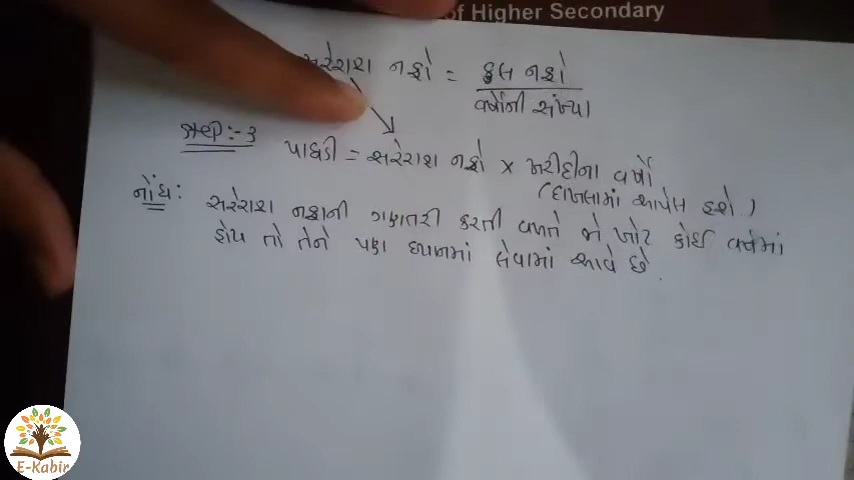 of Higher Secondary
સરેરાશ નફો = કુલ નફો
વર્ષોની સંખ્યા
પાઘડી = સરેરાશ નફો × ખરીદીના વર્ષો
(દાખલામાં આપેલ હશે.)
નોંધ: સરેરાશ નફાની ગણતરી કરતી વખતે જો ખોટ કોઈ વર્ષમાં
હોય તો તેને પણ ધ્યાનમાં લેવામાં આવે છે.
E-Kabir